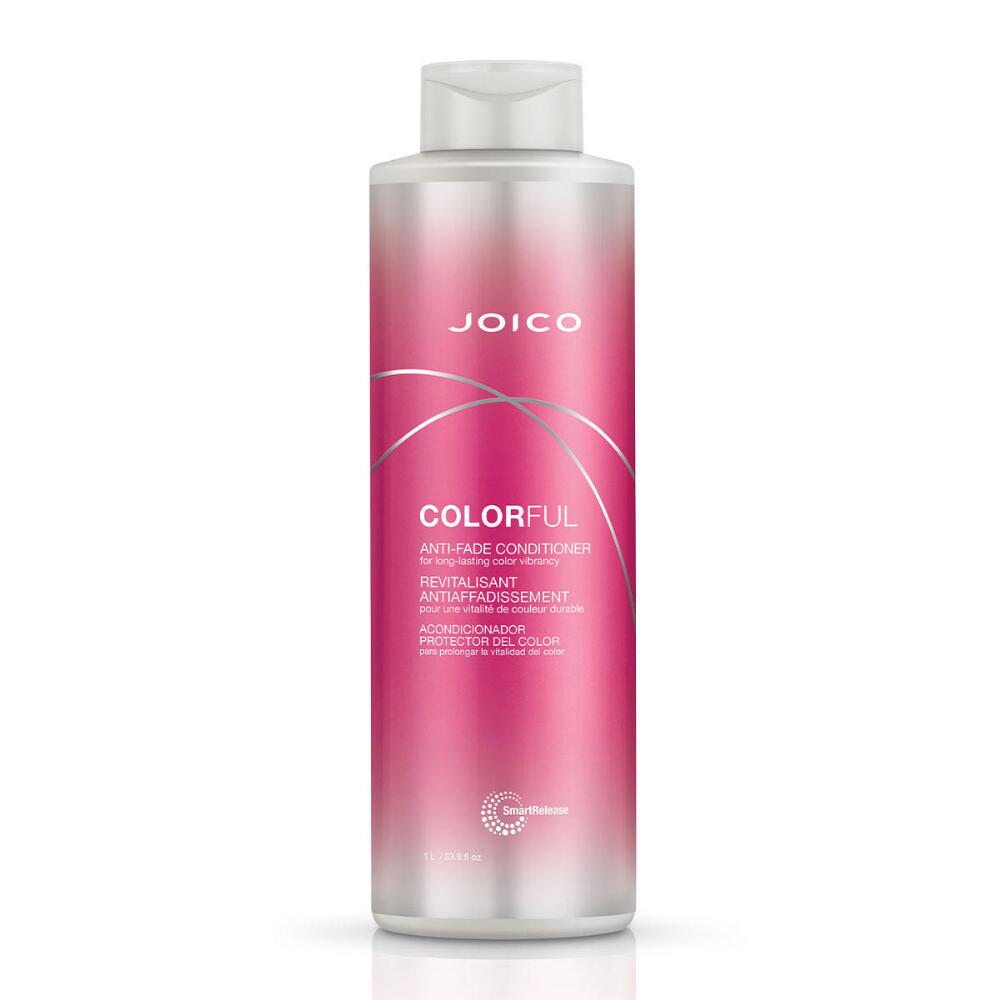 JOICO
COLORFUL
ANTI-FADE CONDITIONER
for long-lasting color vibrancy
REVITALISANT
ANTIAFFADISSEMENT
pour une vitalité de couleur durable
ACONDICIONADOR
PROTECTOR DEL COLOR
para prolongar la vitalidad del color
SmartRelease
1 L / 33.8 fl oz